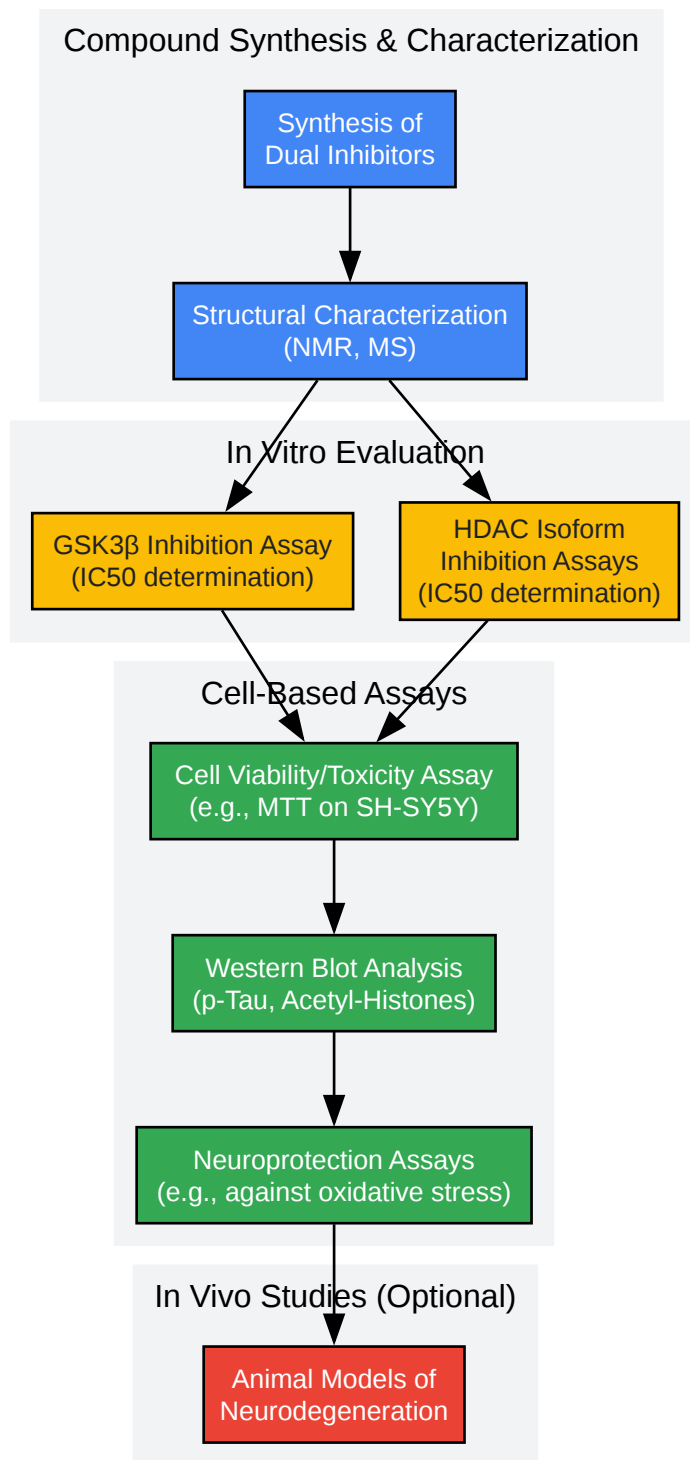 Compound Synthesis & Characterization
Synthesis of
Dual Inhibitors
Structural Characterization
(NMR, MS)
In Vitro Evaluation
GSK3β Inhibition Assay
(IC50 determination)
HDAC Isoform
Inhibition Assays
(IC50 determination)
Cell-Based Assays
Cell Viability/Toxicity Assay
(e.g., MTT on SH-SY5Y)
Western Blot Analysis
(p-Tau, Acetyl-Histones)
Neuroprotection Assays
(e.g., against oxidative stress)
In Vivo Studies (Optional)
Animal Models of
Neurodegeneration